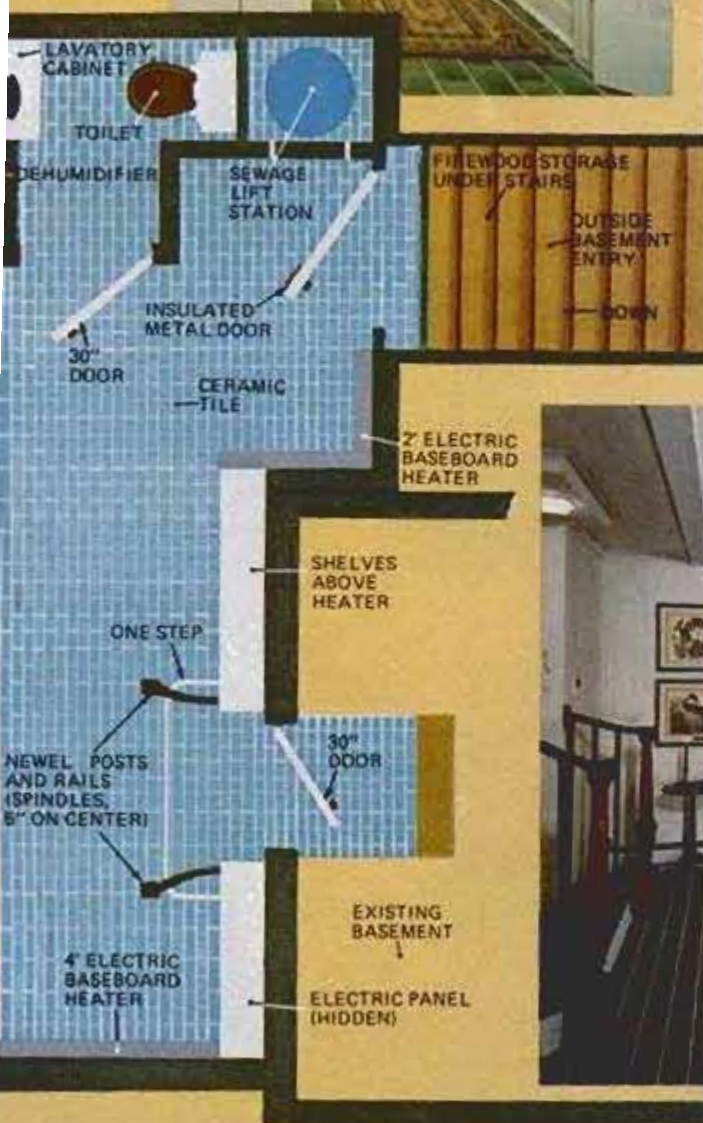 LAVATORY
CABINET
TOILET
DEHUMIDIFIER
SEWAGE
LIFT
STATION
FIREWOOD STORAGE
UNDER STAIRS
OUTSIDE
BASEMENT
ENTRY
DOWN
INSULATED
METAL DOOR
30"
DOOR
CERAMIC
TILE
2' ELECTRIC
BASEBOARD
HEATER
SHELVES
ABOVE
HEATER
ONE STEP
NEWEL POSTS
AND RAILS
(SPINDLES,
6" ON CENTER)
30"
DOOR
EXISTING
BASEMENT
4' ELECTRIC
BASEBOARD
HEATER
ELECTRIC PANEL
(HIDDEN)